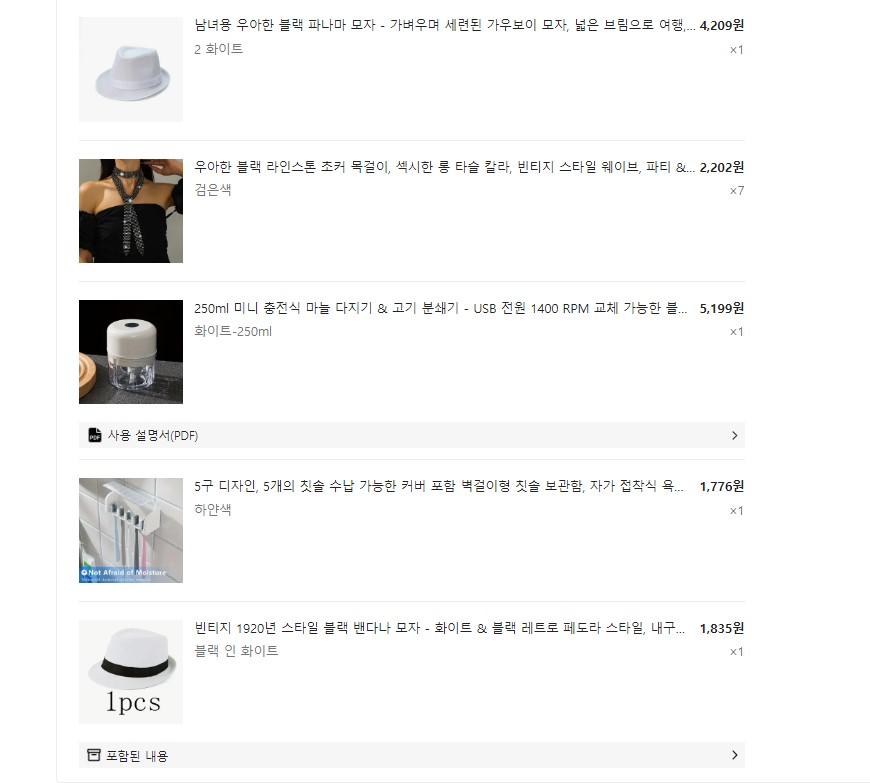 남녀용 우아한 블랙 파나마 모자 - 가벼우며 세련된 가우보이 모자, 넓은 브림으로 여행,... 4,209원
2 화이트 ×1
우아한 블랙 라인스톤 초커 목걸이, 섹시한 롱 타슬 칼라, 빈티지 스타일 웨이브, 파티 &... 2,202원
검은색 ×7
250ml 미니 충전식 마늘 다지기 & 고기 분쇄기 - USB 전원 1400 RPM 교체 가능한 블... 5,199원
화이트-250ml ×1
PDF 사용 설명서(PDF)
5구 디자인, 5개의 칫솔 수납 가능한 커버 포함 벽걸이형 칫솔 보관함, 자가 접착식 욕... 1,776원
하얀색 ×1
Not Afraid of Moisture
빈티지 1920년 스타일 블랙 밴다나 모자 - 화이트 & 블랙 레트로 페도라 스타일, 내구... 1,835원
블랙 인 화이트 ×1
1pcs
포함된 내용